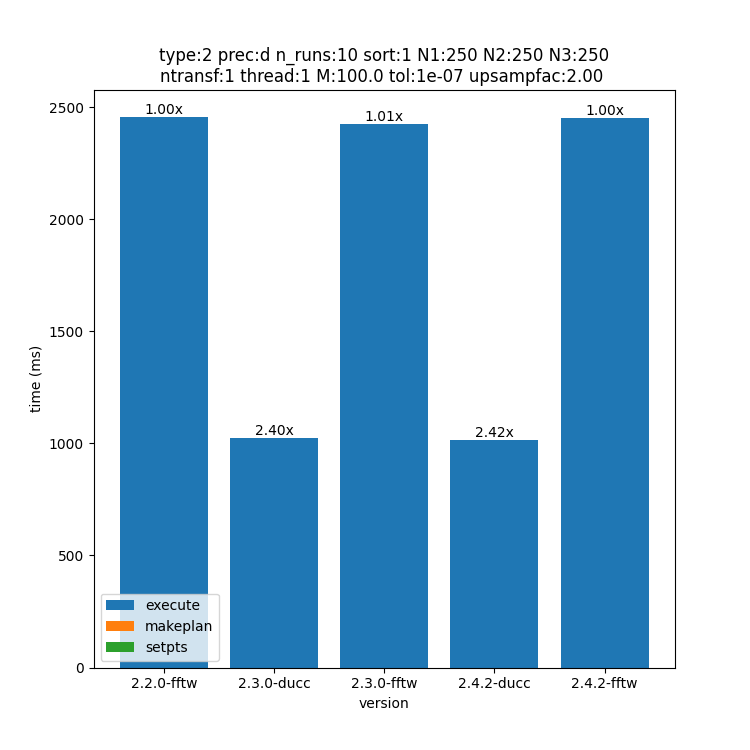 type:2 prec:d n_runs:10 sort:1 N1:250 N2:250 N3:250
ntransf:1 thread:1 M:100.0 tol:1e-07 upsampfac:2.00
2500
2000
1500
1000
500
0
time (ms)
1.00x
2.40x
1.01x
2.42x
1.00x
execute
makeplan
setpts
2.2.0-fftw
2.3.0-ducc
2.3.0-fftw
2.4.2-ducc
2.4.2-fftw
version